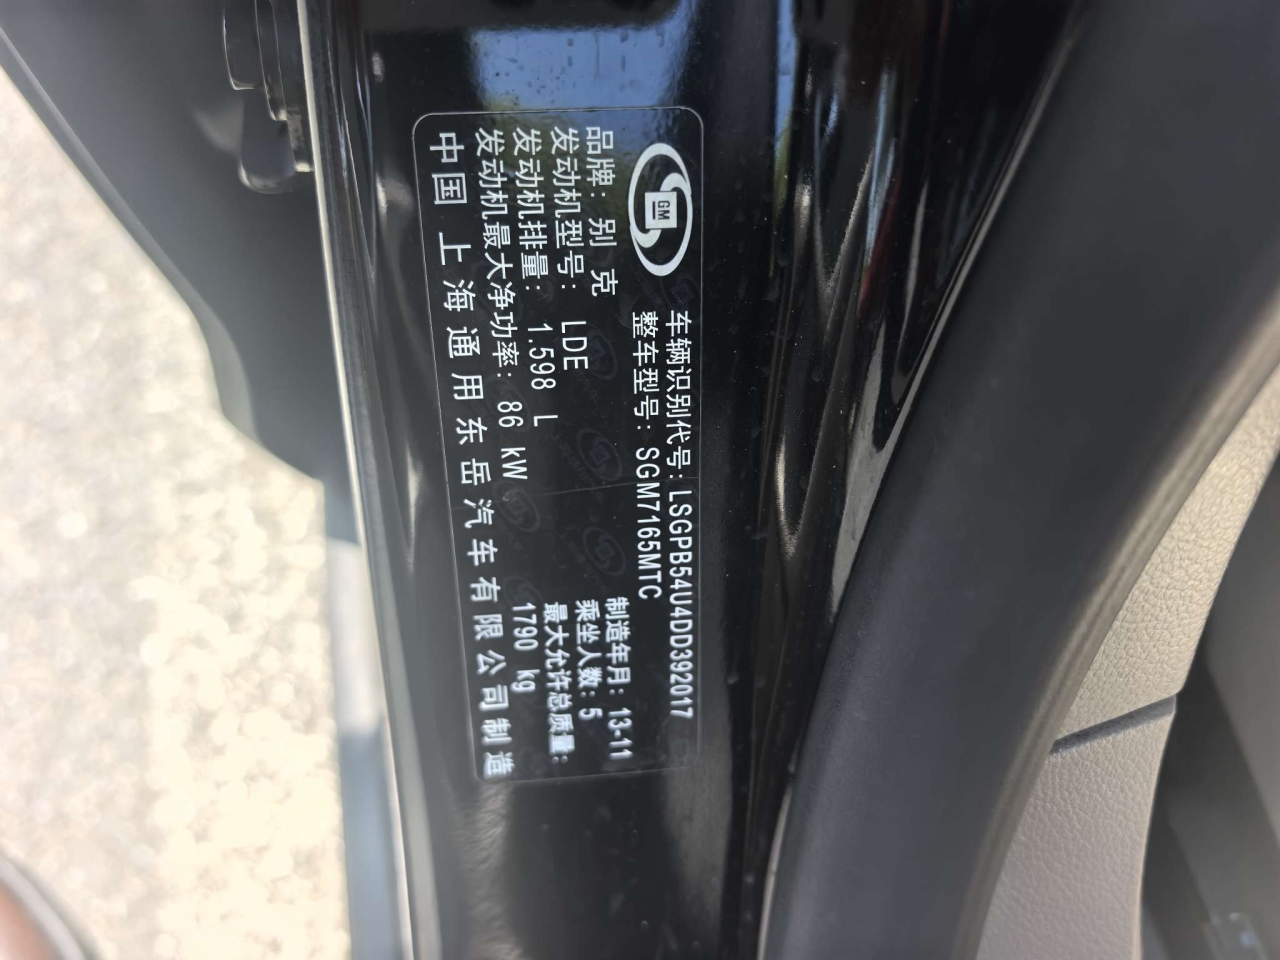 GM
车辆识别代号: LSGPB54U4DD392017
整车型号: SGM7165MTC
品牌: 别克
制造年月: 13-11
发动机型号: LDE
乘坐人数: 5
发动机排量: 1.598 L
最大允许总质量:
发动机最大净功率: 86 kW
1790 kg
中国 上海通用东岳汽车有限公司制造